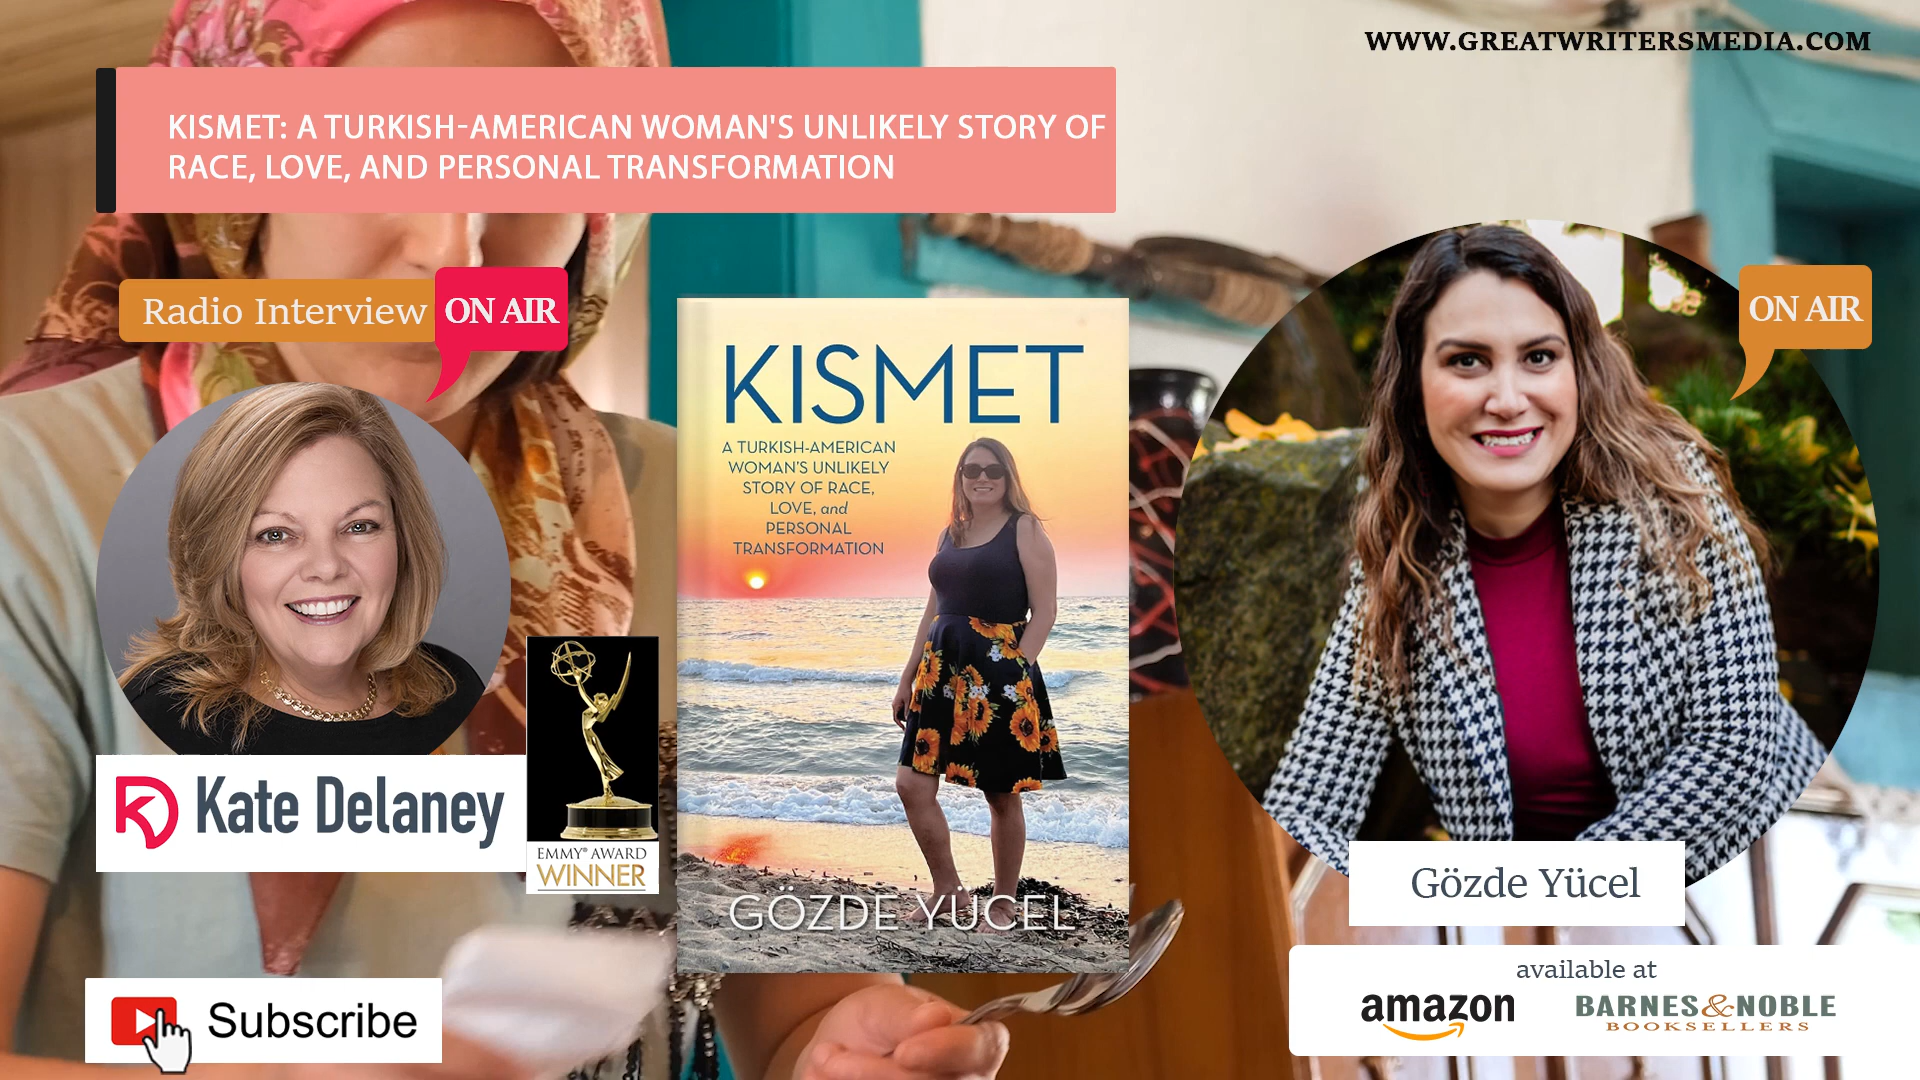 WWW.GREATWRITERSMEDIA.COM
KISMET: A TURKISH-AMERICAN WOMAN'S UNLIKELY STORY OF
RACE, LOVE, AND PERSONAL TRANSFORMATION
Radio Interview
ON AIR
ON AIR
KISMET
A TURKISH-AMERICAN
WOMAN'S UNLIKELY
STORY OF RACE,
LOVE, and
PERSONAL
TRANSFORMATION
GÖZDE YÜCEL
Kate Delaney
EMMY® AWARD
WINNER
Gözde Yücel
Subscribe
available at
amazon
BARNES&NOBLE
BOOKSELLERS